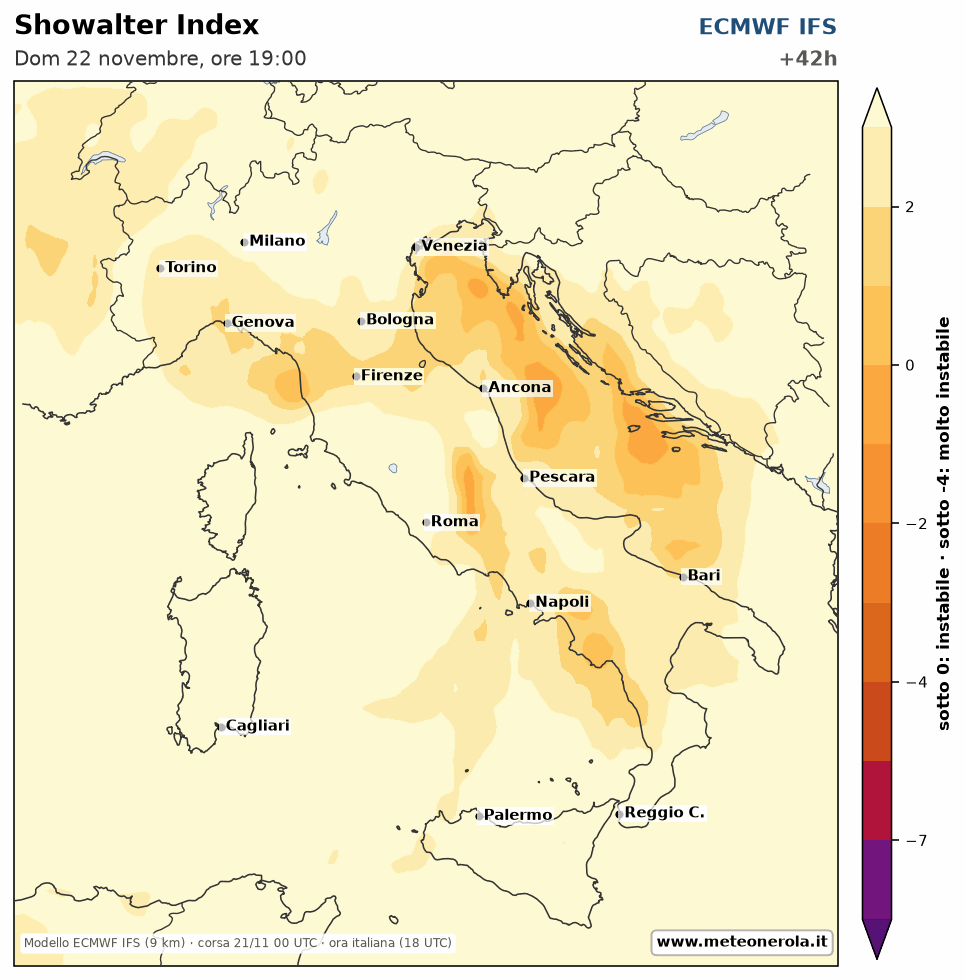 Showalter Index
ECMWF IFS
Dom 22 novembre, ore 19:00
+42h
Venezia
Milano
Torino
Bologna
Genova
Firenze
Ancona
Pescara
Roma
Bari
Napoli
Cagliari
Palermo
Reggio C.
2
0
−2
−4
−7
sotto 0: instabile · sotto -4: molto instabile
Modello ECMWF IFS (9 km) · corsa 21/11 00 UTC · ora italiana (18 UTC)
www.meteonerola.it